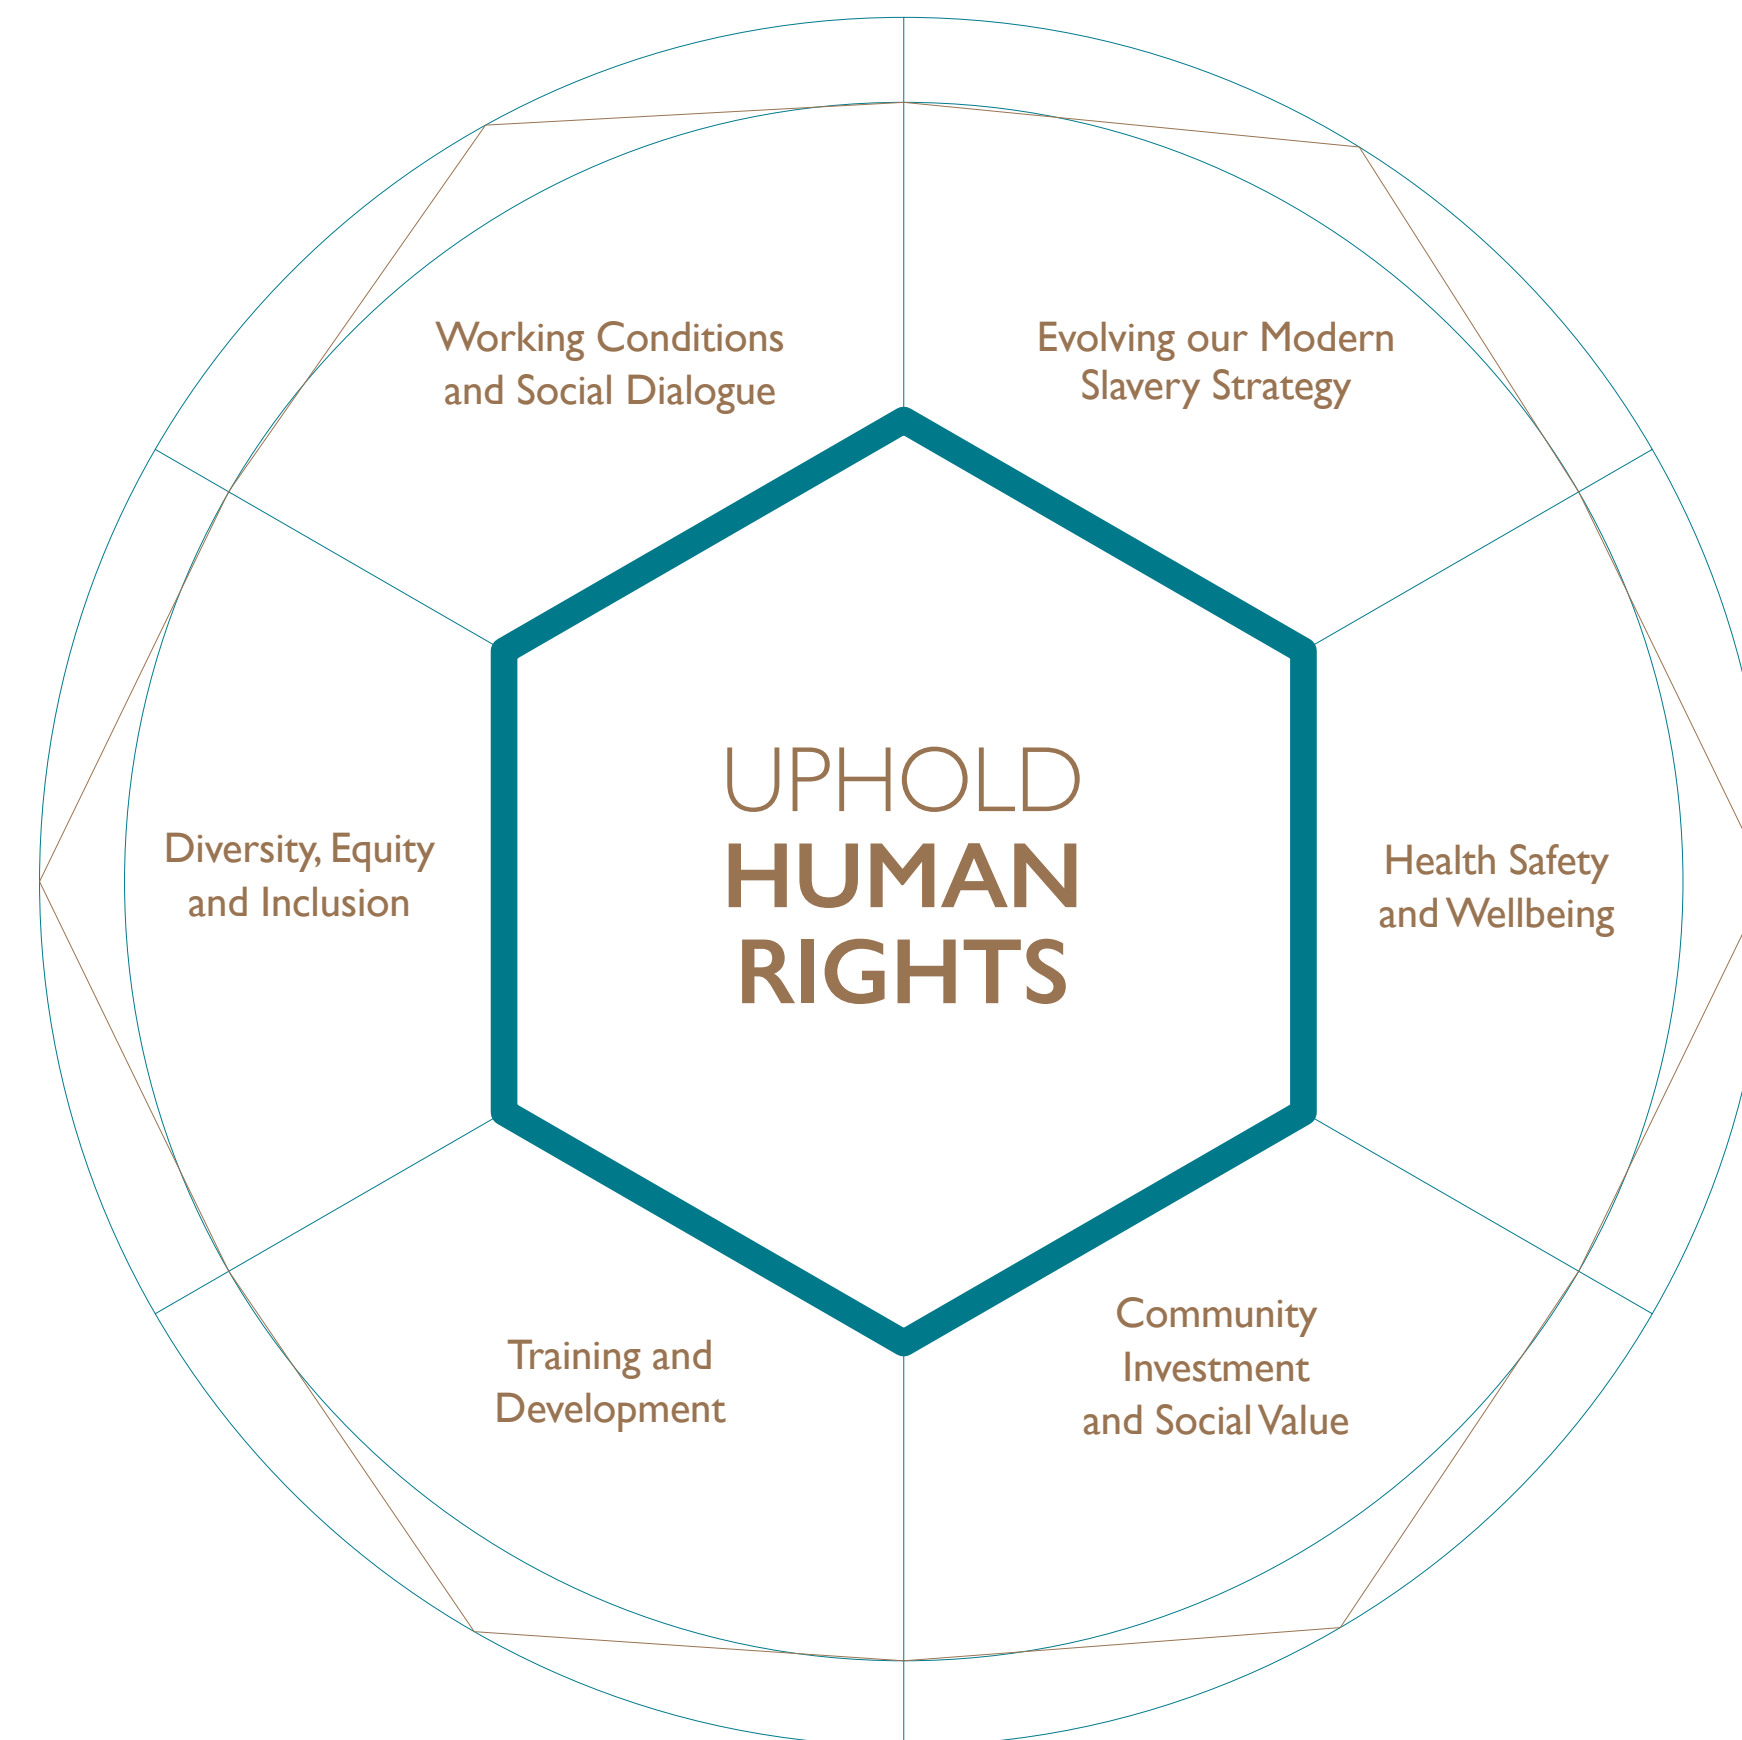 Working Conditions
and Social Dialogue
Evolving our Modern
Slavery Strategy
Diversity, Equity
and Inclusion
UPHOLD
HUMAN
RIGHTS
Health Safety
and Wellbeing
Training and
Development
Community
Investment
and Social Value